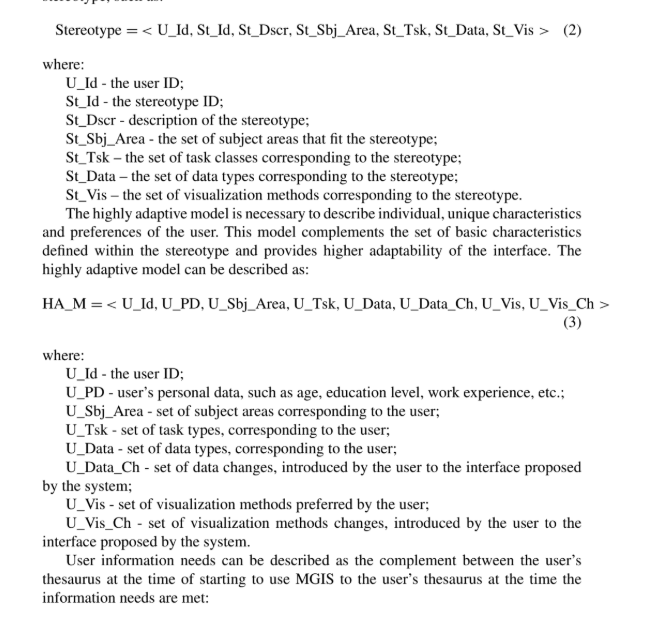 Stereotype = < U_Id, St_Id, St_Dscr, St_Sbj_Area, St_Tsk, St_Data, St_Vis > (2)
where:
U_Id - the user ID;
St_Id - the stereotype ID;
St_Dscr - description of the stereotype;
St_Sbj_Area - the set of subject areas that fit the stereotype;
St_Tsk – the set of task classes corresponding to the stereotype;
St_Data – the set of data types corresponding to the stereotype;
St_Vis – the set of visualization methods corresponding to the stereotype.
The highly adaptive model is necessary to describe individual, unique characteristics
and preferences of the user. This model complements the set of basic characteristics
defined within the stereotype and provides higher adaptability of the interface. The
highly adaptive model can be described as:
HA_M = < U_Id, U_PD, U_Sbj_Area, U_Tsk, U_Data, U_Data_Ch, U_Vis, U_Vis_Ch >
(3)
where:
U_Id - the user ID;
U_PD - user's personal data, such as age, education level, work experience, etc.;
U_Sbj_Area - set of subject areas corresponding to the user;
U_Tsk - set of task types, corresponding to the user;
U_Data - set of data types, corresponding to the user;
U_Data_Ch - set of data changes, introduced by the user to the interface proposed
by the system;
U_Vis - set of visualization methods preferred by the user;
U_Vis_Ch - set of visualization methods changes, introduced by the user to the
interface proposed by the system.
User information needs can be described as the complement between the user's
thesaurus at the time of starting to use MGIS to the user's thesaurus at the time the
information needs are met: